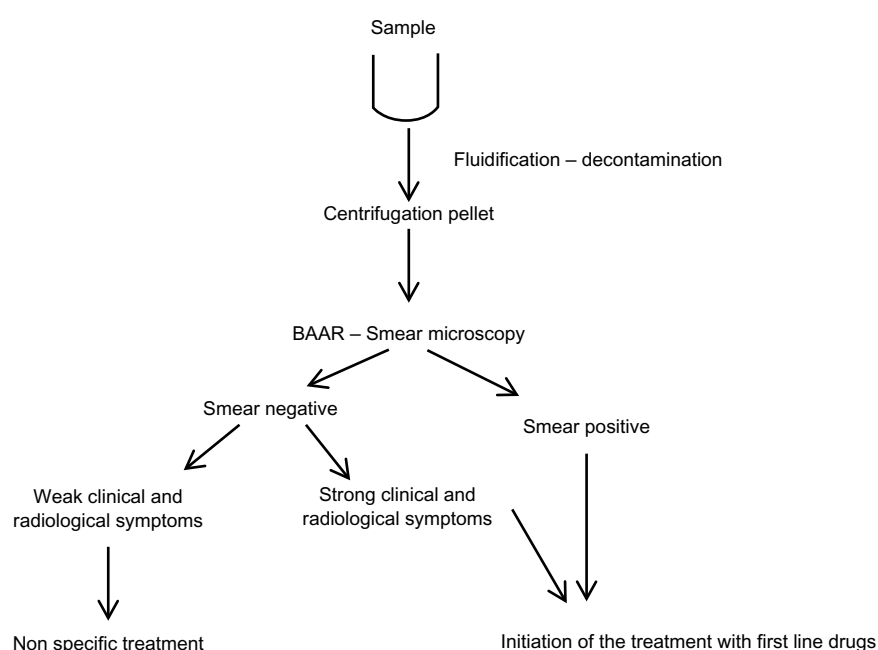 Sample
Fluidification – decontamination
Centrifugation pellet
BAAR – Smear microscopy
Smear negative
Smear positive
Weak clinical and
radiological symptoms
Strong clinical and
radiological symptoms
Non specific treatment
Initiation of the treatment with first line drugs